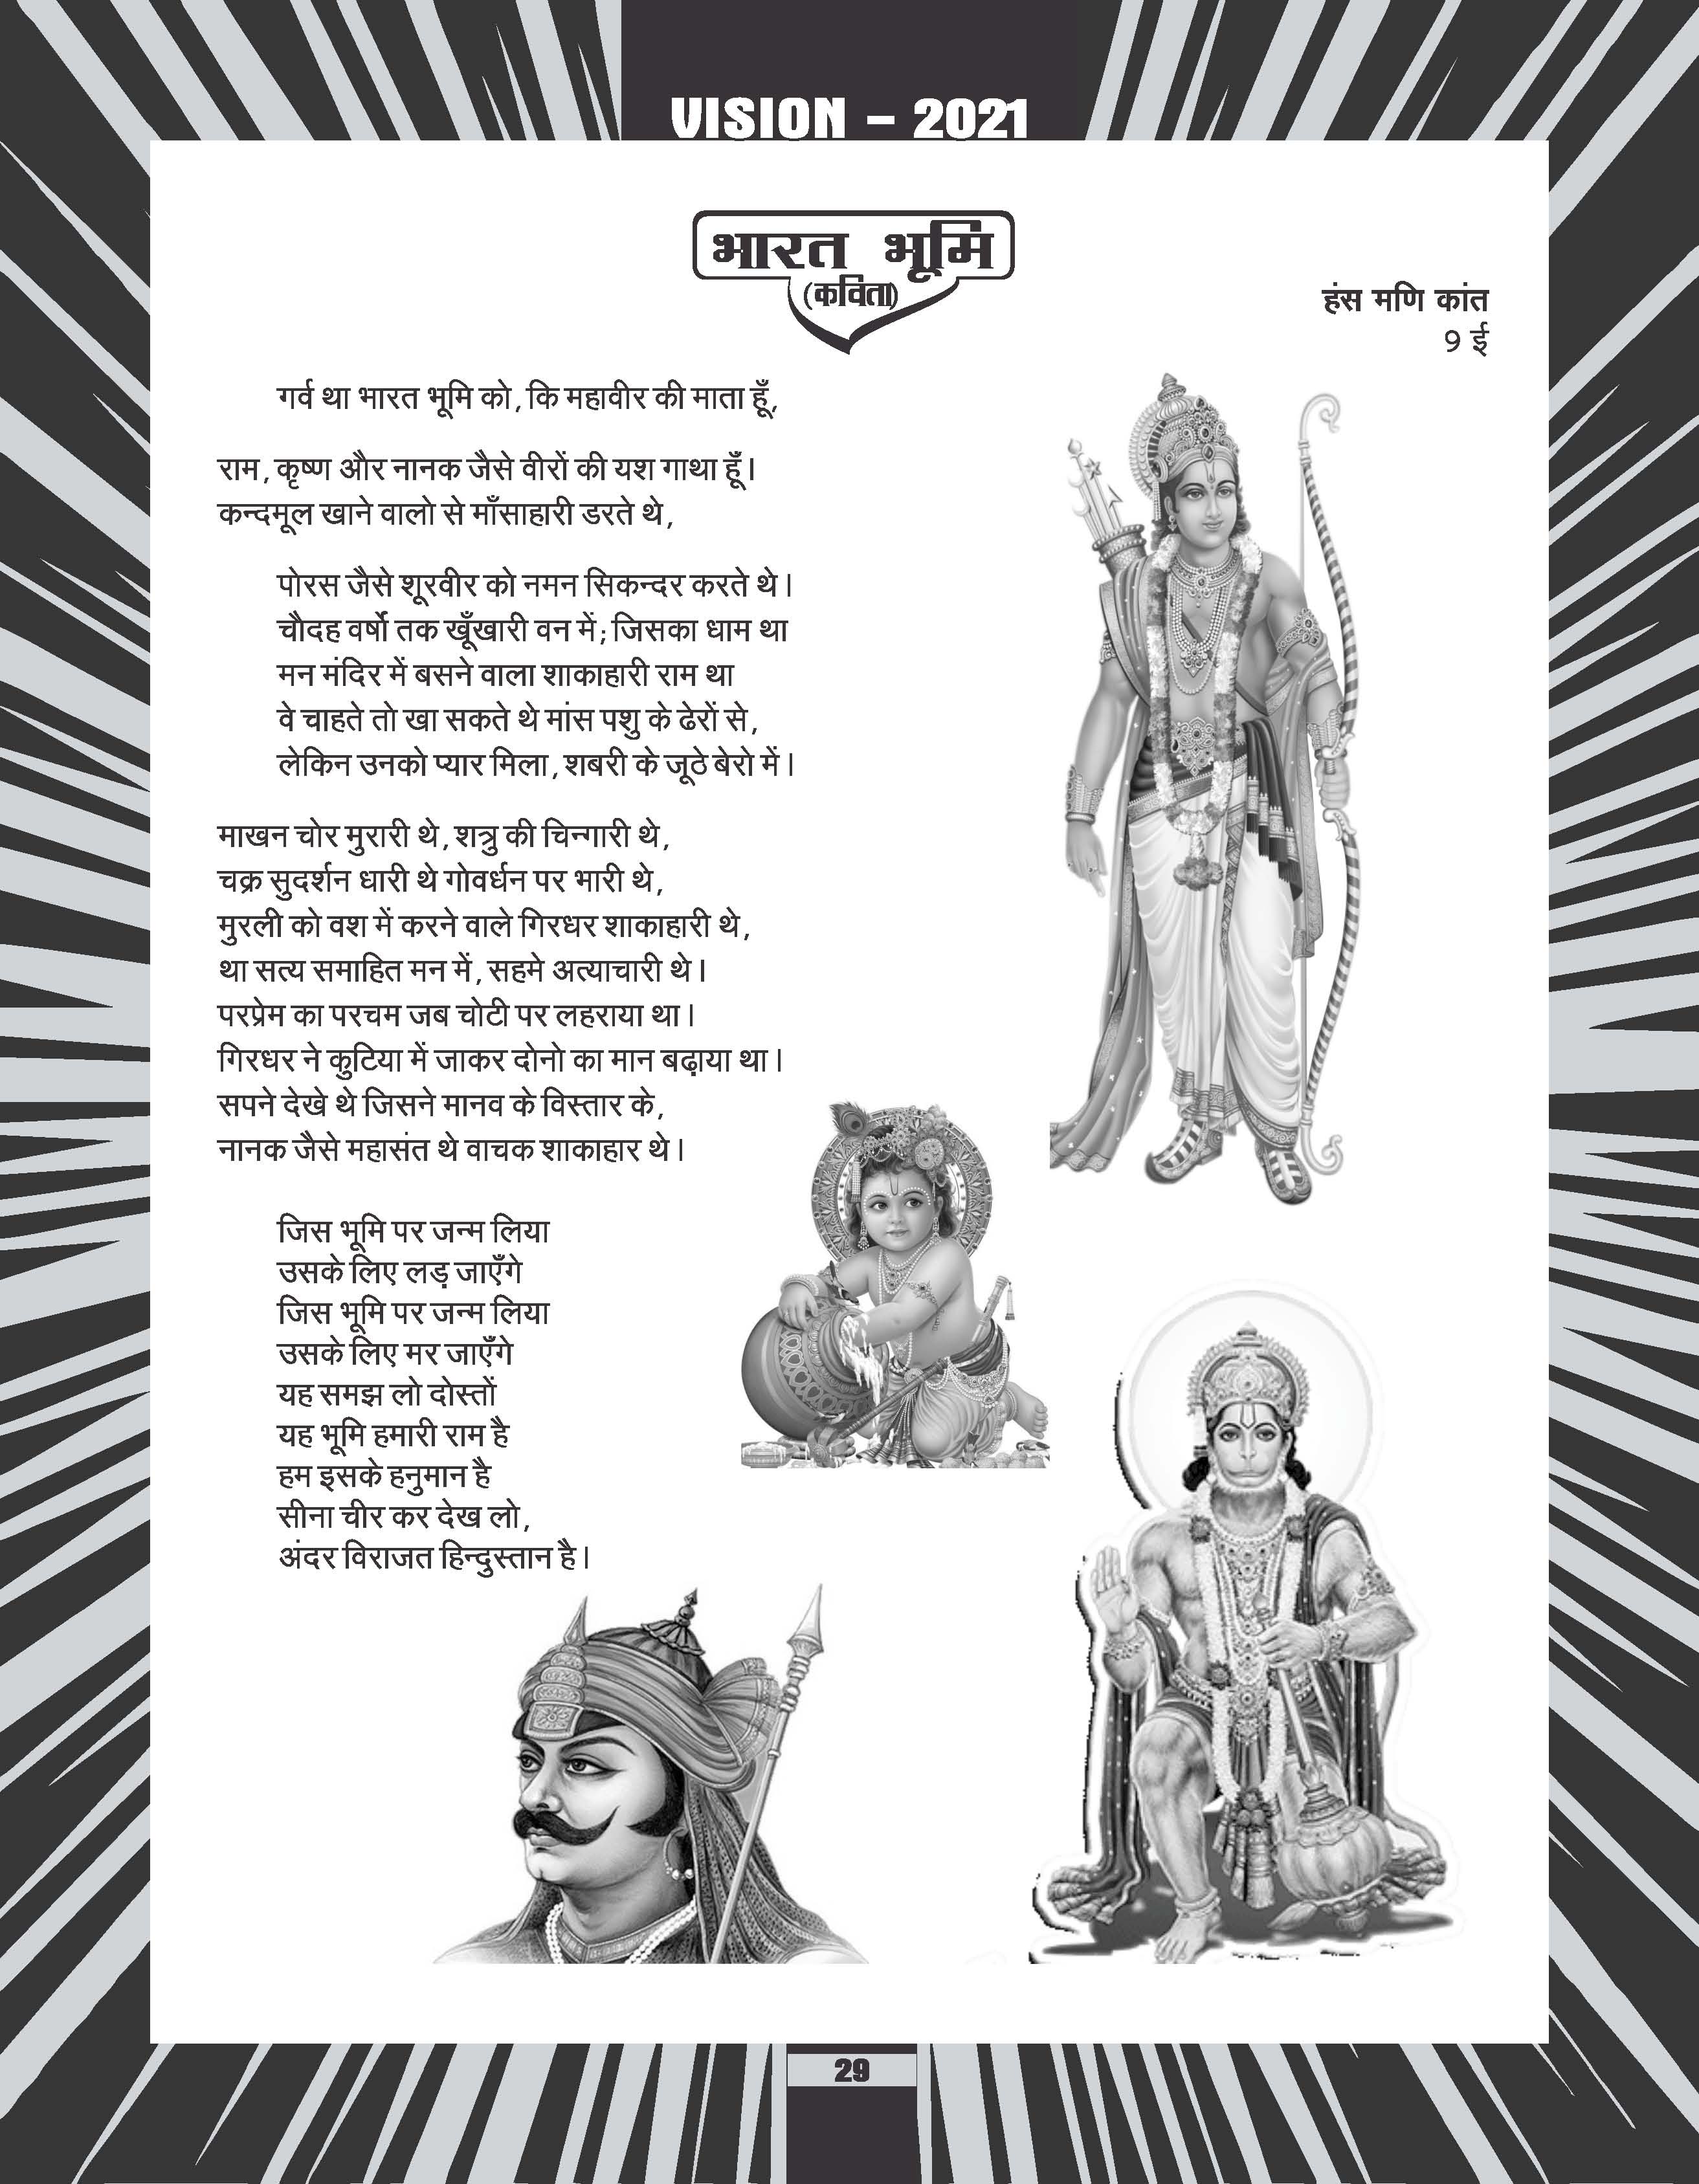 VISION – 2021
भारत भूमि
(कविता)
हंस मणि कांत
9 ई
गर्व था भारत भूमि को, कि महावीर की माता हूँ,
राम, कृष्ण और नानक जैसे वीरों की यश गाथा हूँ।
कन्दमूल खाने वालो से माँसाहारी डरते थे,
पोरस जैसे शूरवीर को नमन सिकन्दर करते थे।
चौदह वर्षो तक खूँखारी वन में; जिसका धाम था
मन मंदिर में बसने वाला शाकाहारी राम था
वे चाहते तो खा सकते थे मांस पशु के ढेरों से,
लेकिन उनको प्यार मिला, शबरी के जूठे बेरो में।
माखन चोर मुरारी थे, शत्रु की चिन्गारी थे,
चक्र सुदर्शन धारी थे गोवर्धन पर भारी थे,
मुरली को वश में करने वाले गिरधर शाकाहारी थे,
था सत्य समाहित मन में, सहमे अत्याचारी थे।
परप्रेम का परचम जब चोटी पर लहराया था।
गिरधर ने कुटिया में जाकर दोनो का मान बढ़ाया था।
सपने देखे थे जिसने मानव के विस्तार के,
नानक जैसे महासंत थे वाचक शाकाहार थे।
जिस भूमि पर जन्म लिया
उसके लिए लड़ जाएँगे
जिस भूमि पर जन्म लिया
उसके लिए मर जाएँगे
यह समझ लो दोस्तों
यह भूमि हमारी राम है
हम इसके हनुमान है
सीना चीर कर देख लो,
अंदर विराजत हिन्दुस्तान है।
29